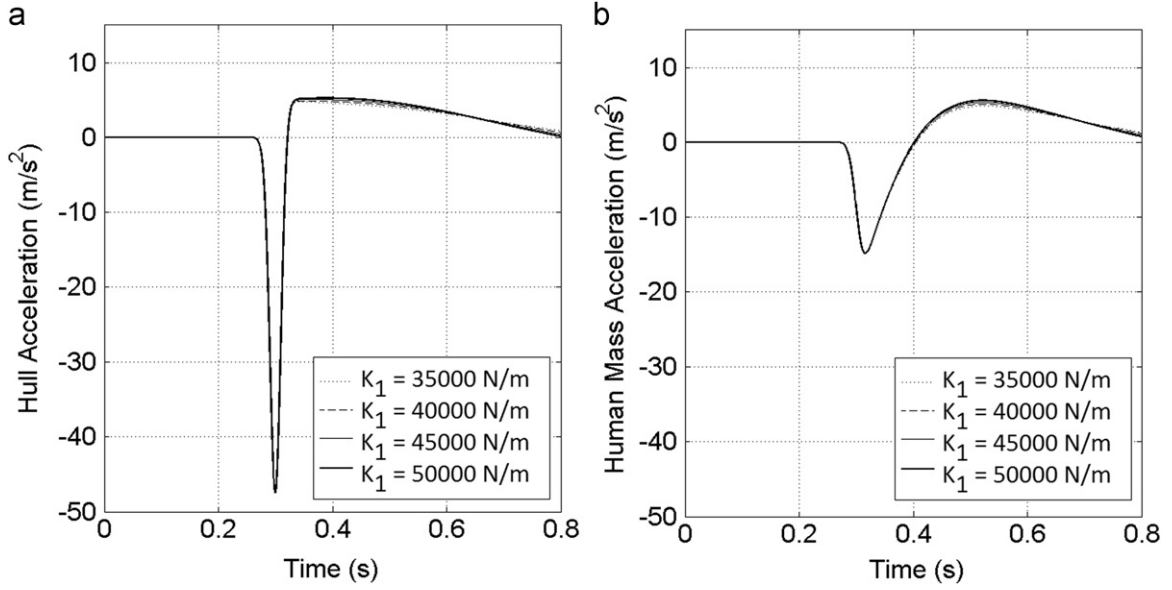 a
Hull Acceleration (m/s²)
10
0
-10
-20
-30
-40
-50
K₁ = 35000 N/m
K₁ = 40000 N/m
K₁ = 45000 N/m
K₁ = 50000 N/m
0 0.2 0.4 0.6 0.8
Time (s)
b
Human Mass Acceleration (m/s²)
10
0
-10
-20
-30
-40
-50
K₁ = 35000 N/m
K₁ = 40000 N/m
K₁ = 45000 N/m
K₁ = 50000 N/m
0 0.2 0.4 0.6 0.8
Time (s)